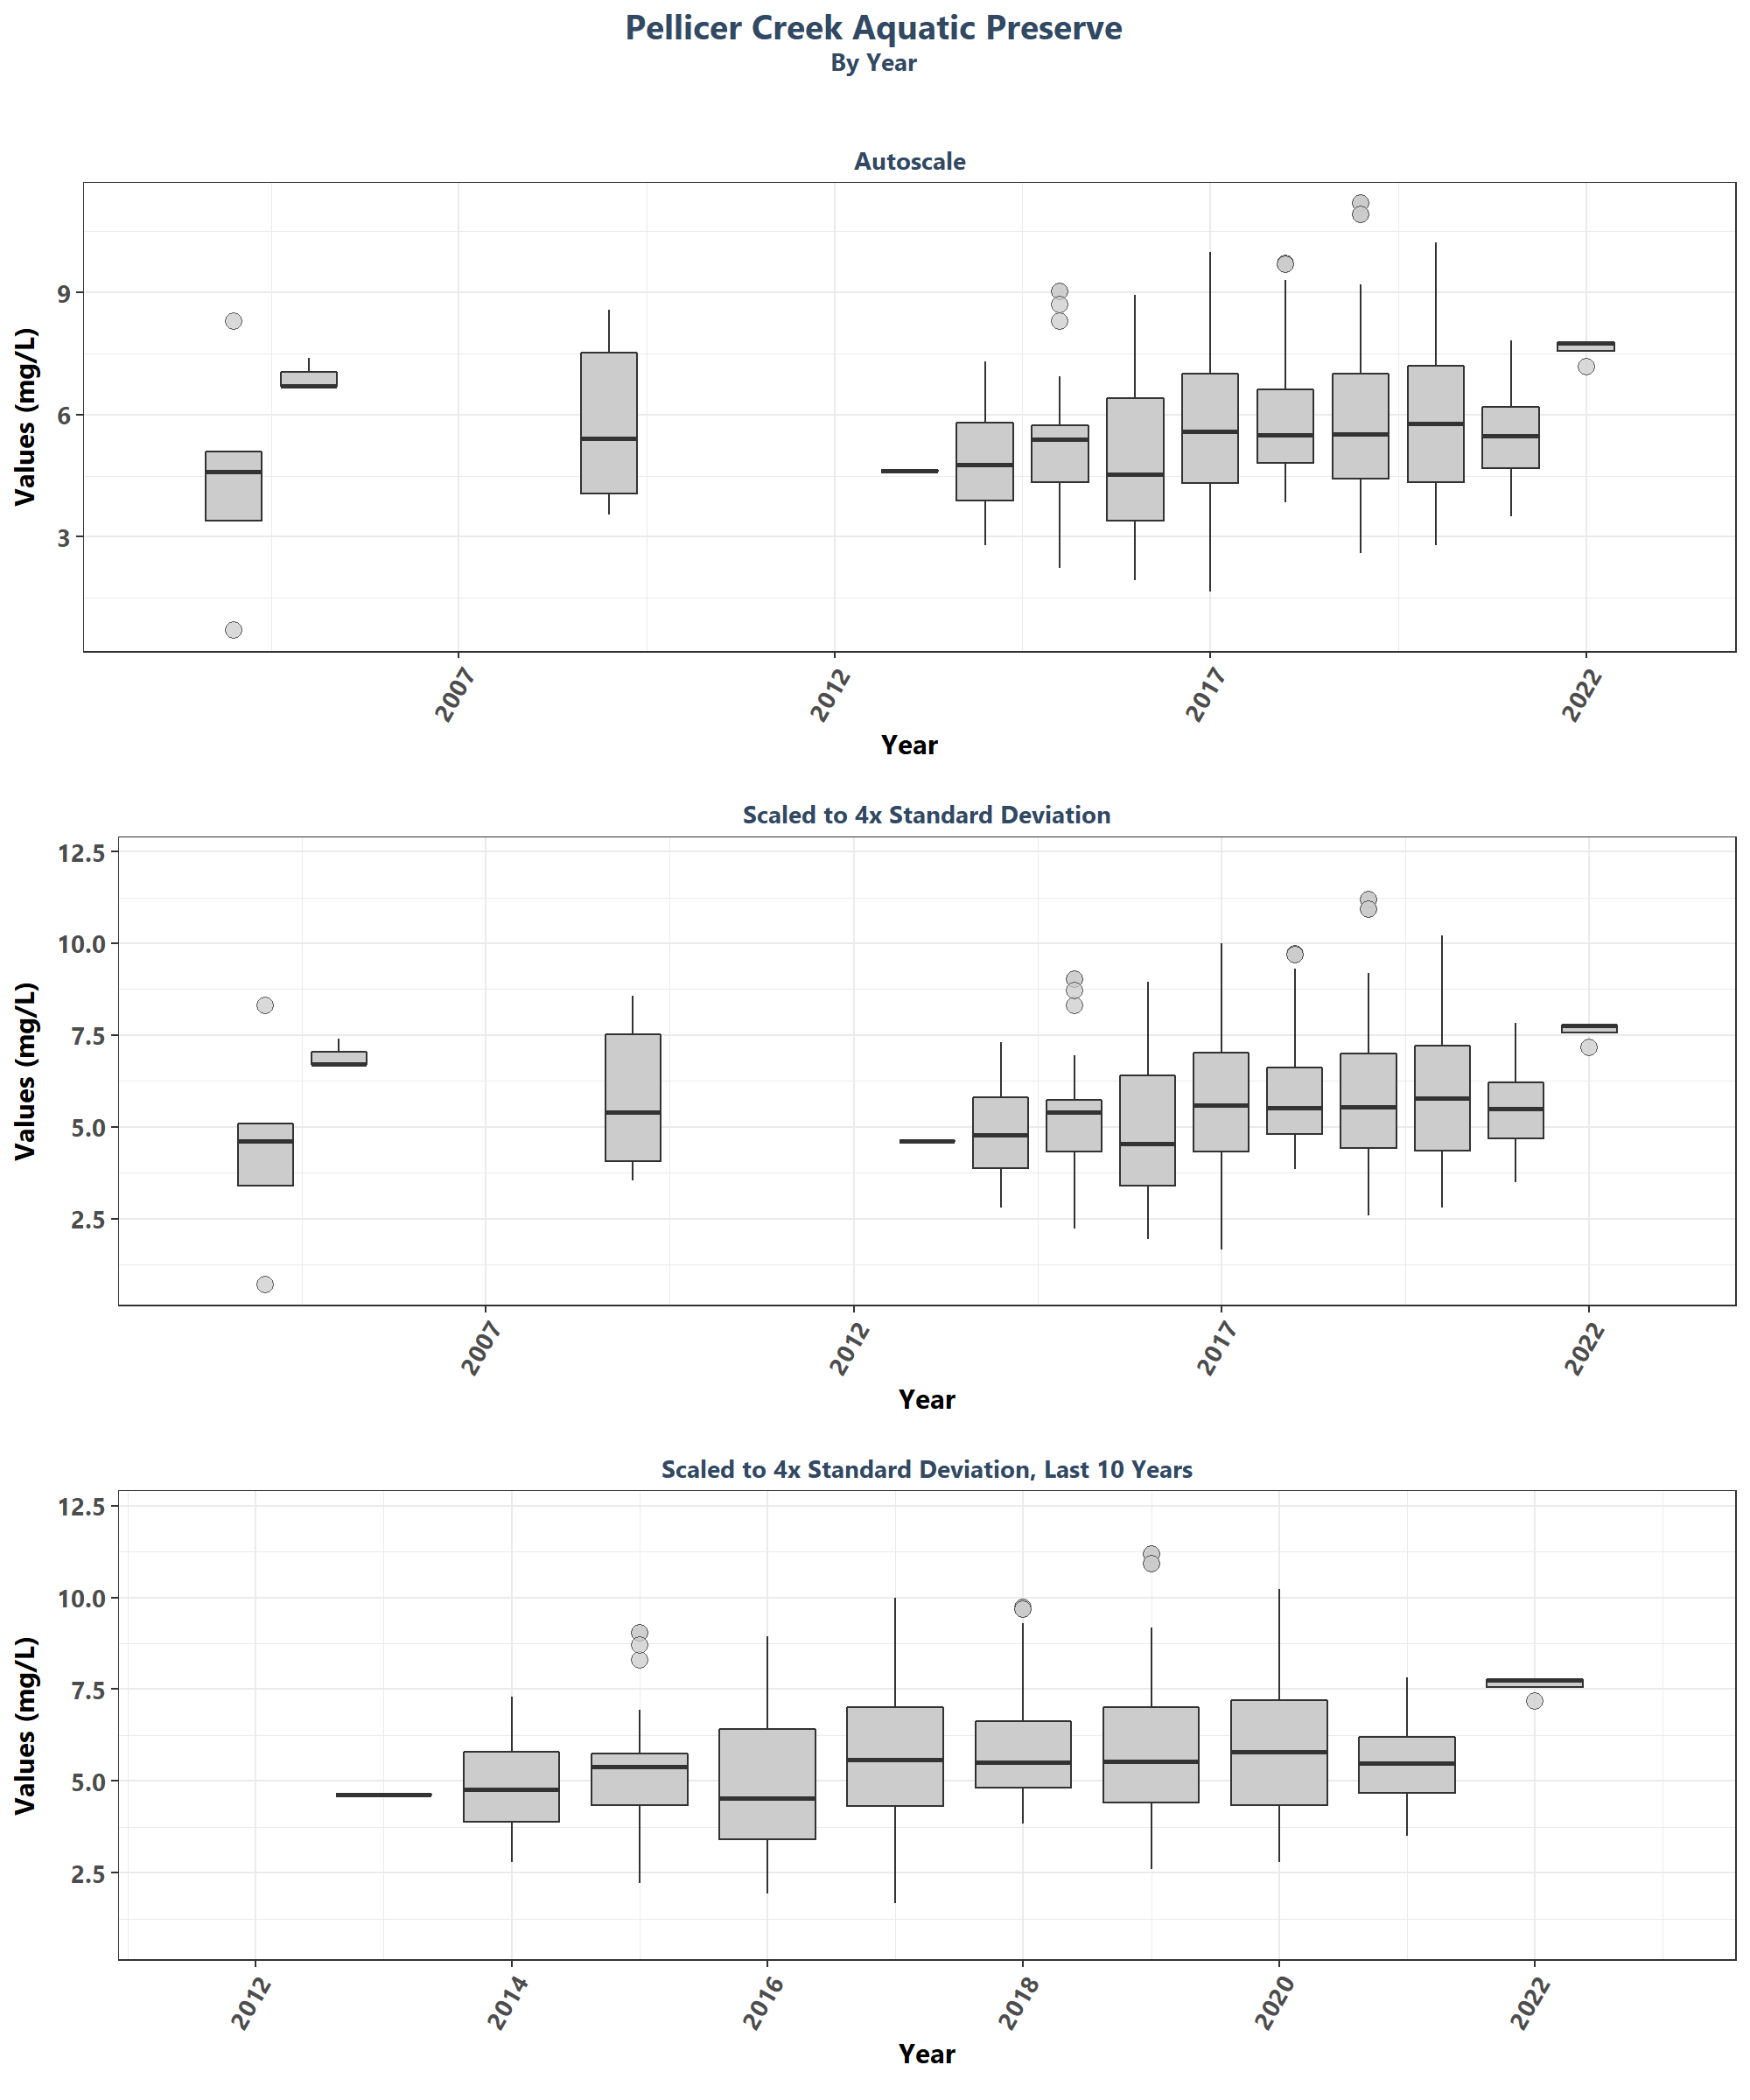 Pellicer Creek Aquatic Preserve
By Year
Autoscale
Values (mg/L)
9
6
3
2007
2012
2017
2022
Year
Scaled to 4x Standard Deviation
Values (mg/L)
12.5
10.0
7.5
5.0
2.5
2007
2012
2017
2022
Year
Scaled to 4x Standard Deviation, Last 10 Years
Values (mg/L)
12.5
10.0
7.5
5.0
2.5
2012
2014
2016
2018
2020
2022
Year